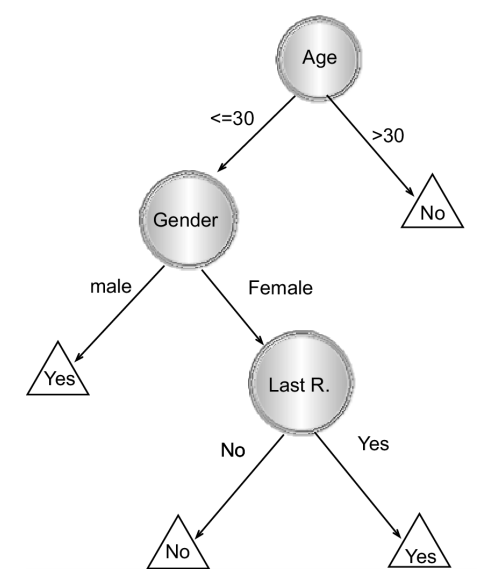 Age
<=30
>30
No
Gender
male
Female
Yes
Last R.
No
Yes
No
Yes